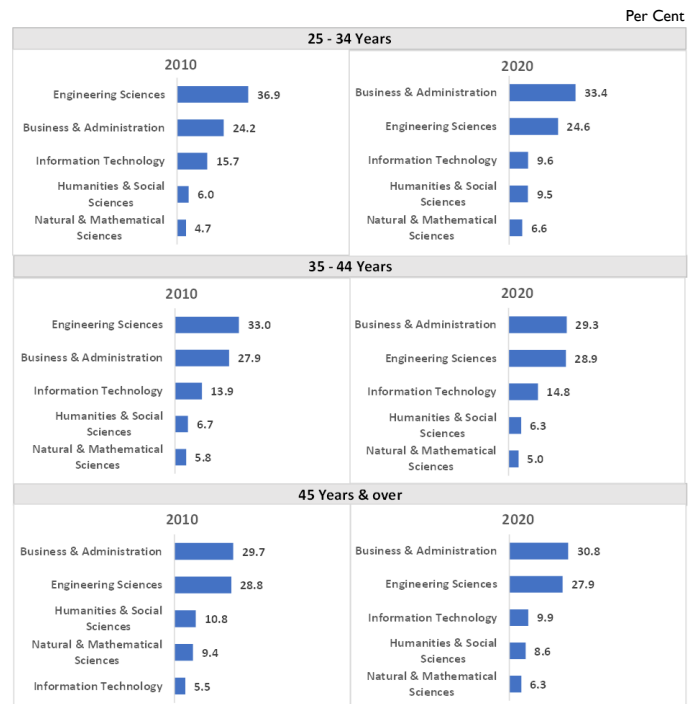 Per Cent
25 - 34 Years
2010
Engineering Sciences 36.9
Business & Administration 24.2
Information Technology 15.7
Humanities & Social
Sciences 6.0
Natural & Mathematical
Sciences 4.7
2020
Business & Administration 33.4
Engineering Sciences 24.6
Information Technology 9.6
Humanities & Social
Sciences 9.5
Natural & Mathematical
Sciences 6.6
35 - 44 Years
2010
Engineering Sciences 33.0
Business & Administration 27.9
Information Technology 13.9
Humanities & Social
Sciences 6.7
Natural & Mathematical
Sciences 5.8
2020
Business & Administration 29.3
Engineering Sciences 28.9
Information Technology 14.8
Humanities & Social
Sciences 6.3
Natural & Mathematical
Sciences 5.0
45 Years & over
2010
Business & Administration 29.7
Engineering Sciences 28.8
Humanities & Social
Sciences 10.8
Natural & Mathematical
Sciences 9.4
Information Technology 5.5
2020
Business & Administration 30.8
Engineering Sciences 27.9
Information Technology 9.9
Humanities & Social
Sciences 8.6
Natural & Mathematical
Sciences 6.3